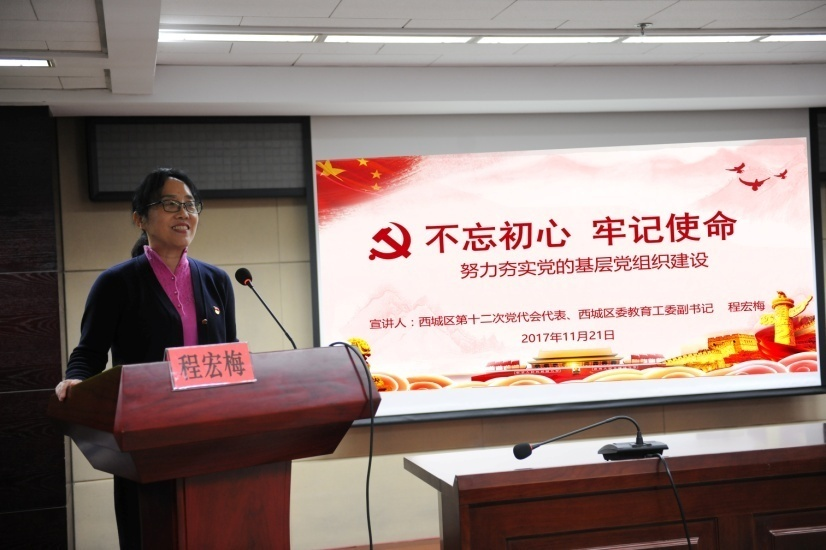 不忘初心 牢记使命
努力夯实党的基层党组织建设
宣讲人：西城区第十二次党代会代表、西城区委教育工委副书记 程宏梅
2017年11月21日
程宏梅